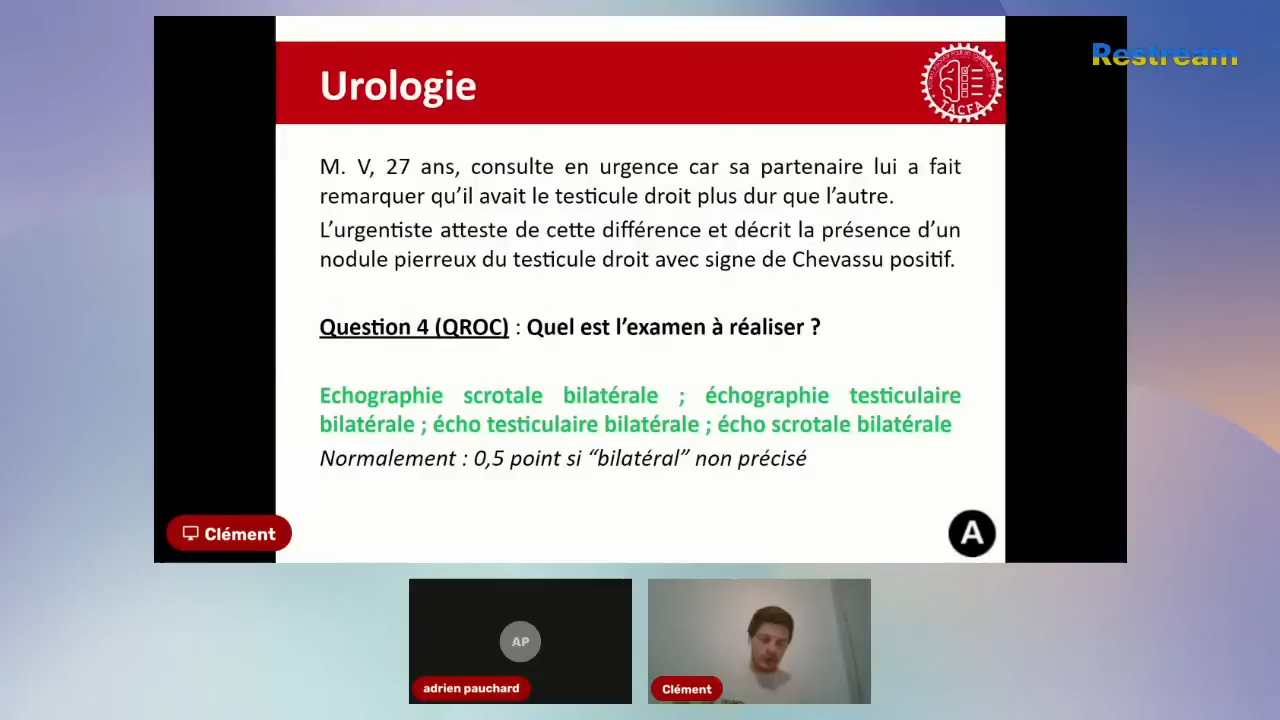 Restream
Urologie
TACFA
M. V, 27 ans, consulte en urgence car sa partenaire lui a fait
remarquer qu’il avait le testicule droit plus dur que l’autre.
L’urgentiste atteste de cette différence et décrit la présence d’un
nodule pierreux du testicule droit avec signe de Chevassu positif.
Question 4 (QROC) : Quel est l’examen à réaliser ?
Echographie scrotale bilatérale ; échographie testiculaire
bilatérale ; écho testiculaire bilatérale ; écho scrotale bilatérale
Normalement : 0,5 point si “bilatéral” non précisé
Clément
A
AP
adrien pauchard
Clément